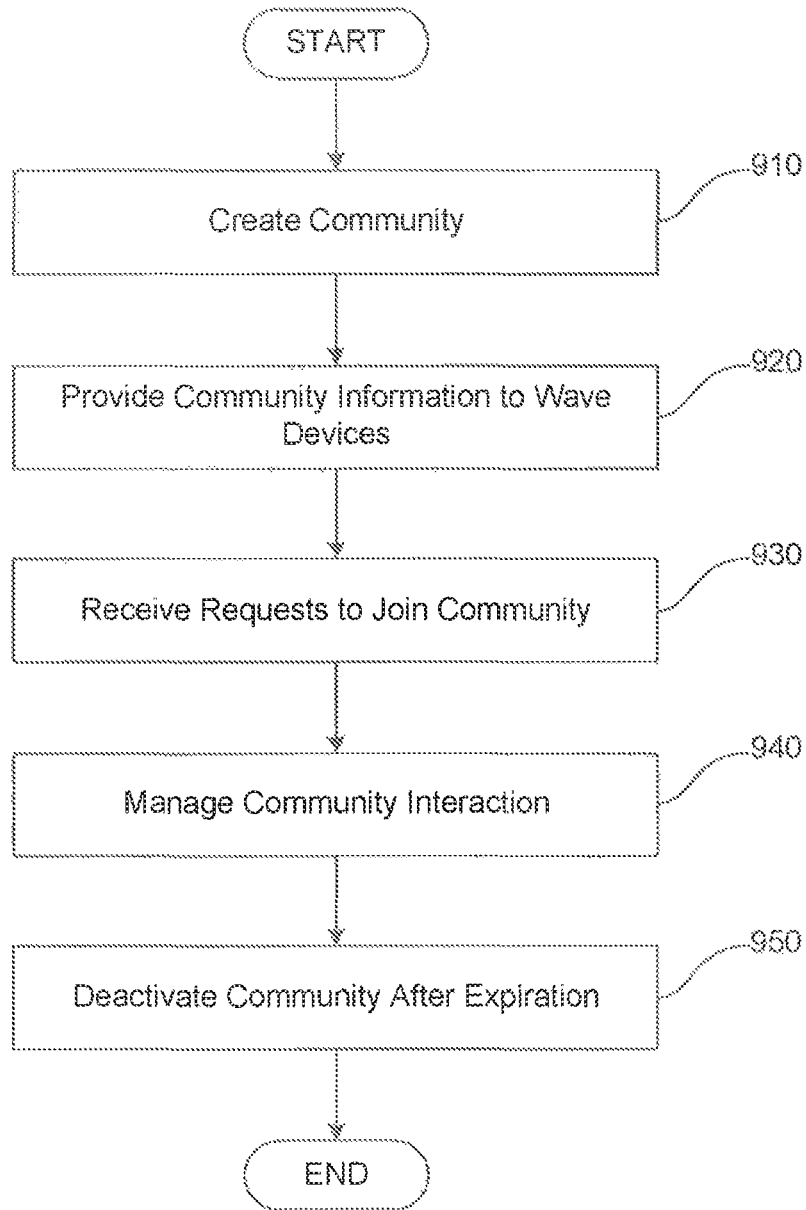 START
910
Create Community
920
Provide Community Information to Wave
Devices
930
Receive Requests to Join Community
940
Manage Community Interaction
950
Deactivate Community After Expiration
END